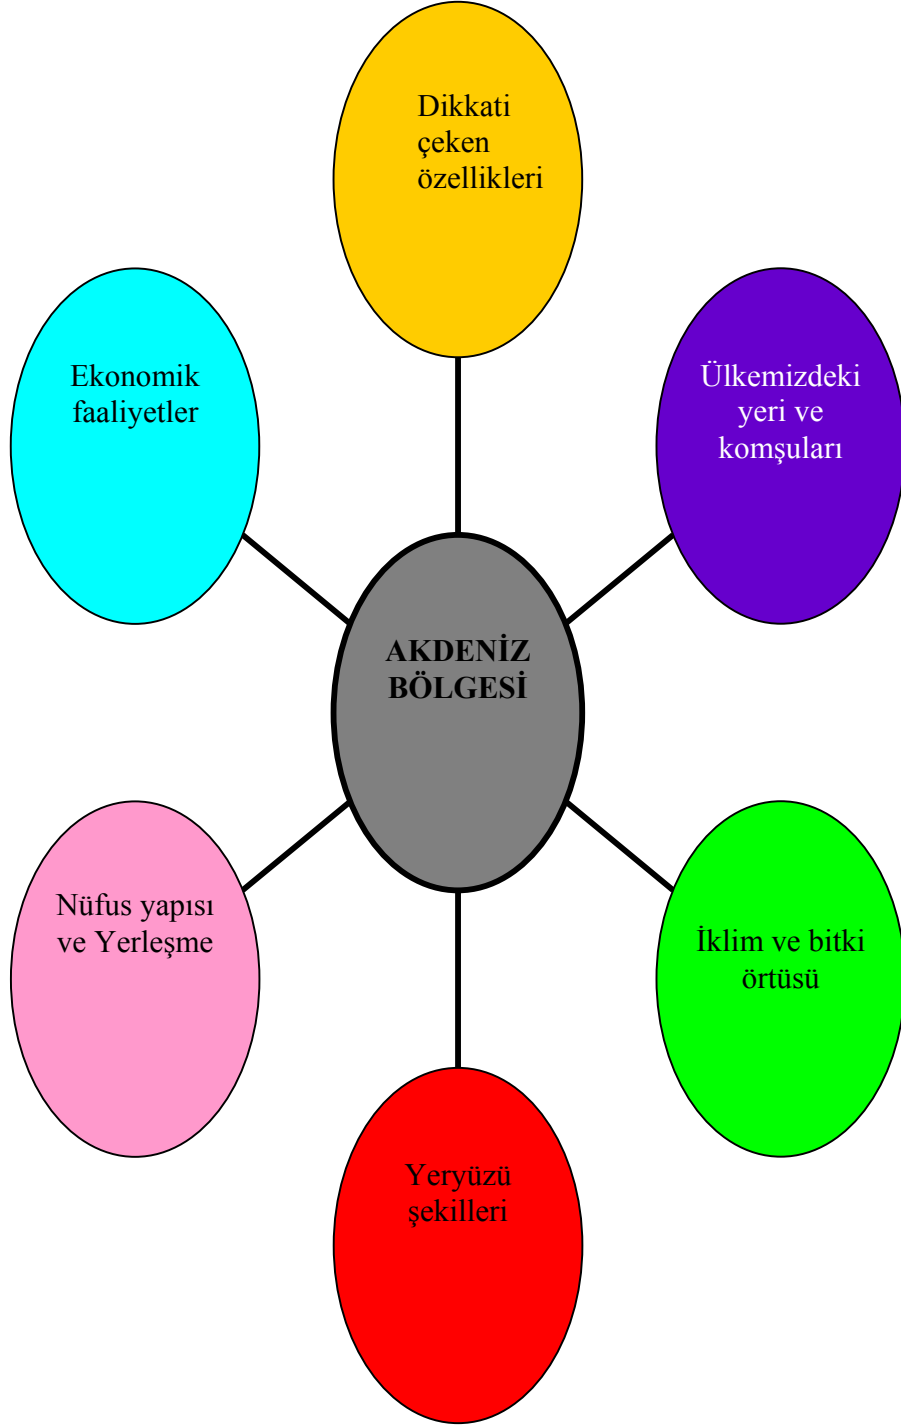 Dikkati
çeken
özellikleri
Ekonomik
faaliyetler
Ülkemizdeki
yeri ve
komşuları
AKDENİZ
BÖLGESİ
Nüfus yapısı
ve Yerleşme
İklim ve bitki
örtüsü
Yeryüzü
şekilleri